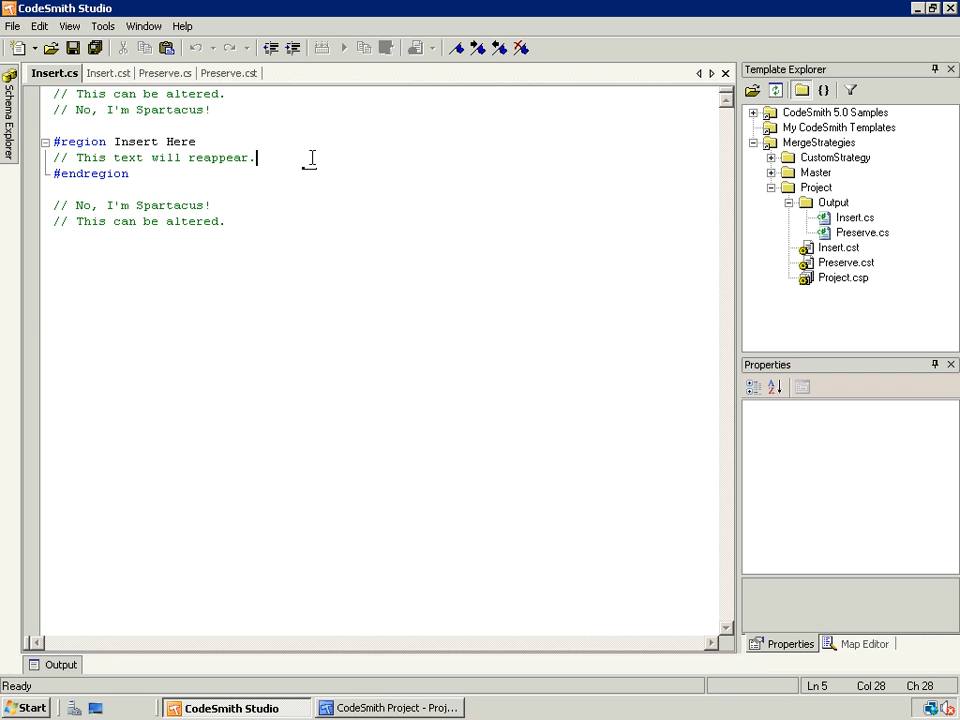 CodeSmith Studio
File Edit View Tools Window Help
Insert.cs Insert.cst Preserve.cs Preserve.cst
Schema Explorer
// This can be altered.
// No, I'm Spartacus!
#region Insert Here
// This text will reappear.
#endregion
// No, I'm Spartacus!
// This can be altered.
Template Explorer
CodeSmith 5.0 Samples
My CodeSmith Templates
MergeStrategies
CustomStrategy
Master
Project
Output
Insert.cs
Preserve.cs
Insert.cst
Preserve.cst
Project.csp
Properties
Properties Map Editor
Output
Ready Ln 5 Col 28 Ch 28
Start CodeSmith Studio CodeSmith Project - Proj...